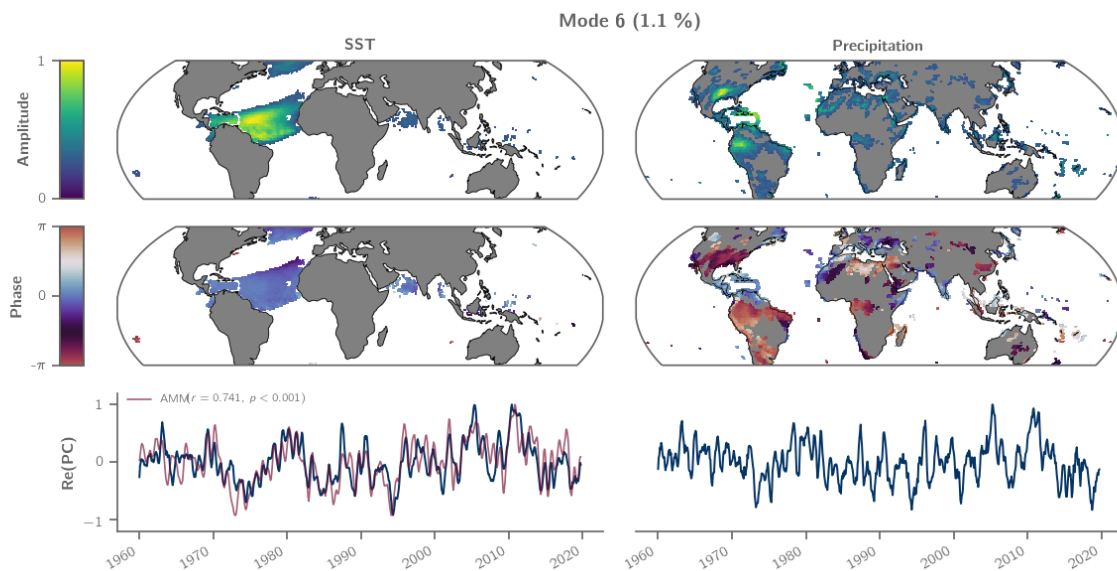 Mode 6 (1.1 %)
SST
Precipitation
1
Amplitude
0
π
Phase
0
-π
AMM(r = 0.741, p < 0.001)
1
Re(PC)
0
−1
1960
1970
1980
1990
2000
2010
2020
1960
1970
1980
1990
2000
2010
2020